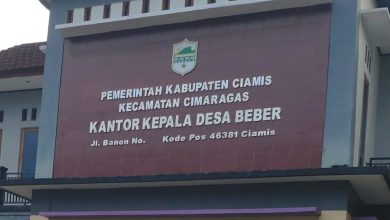 PEMERINTAH KABUPATEN CIAMIS
KECAMATAN CIMARAGAS
KANTOR KEPALA DESA BEBER
Jl. Banon No. Kode Pos 46381 Ciamis